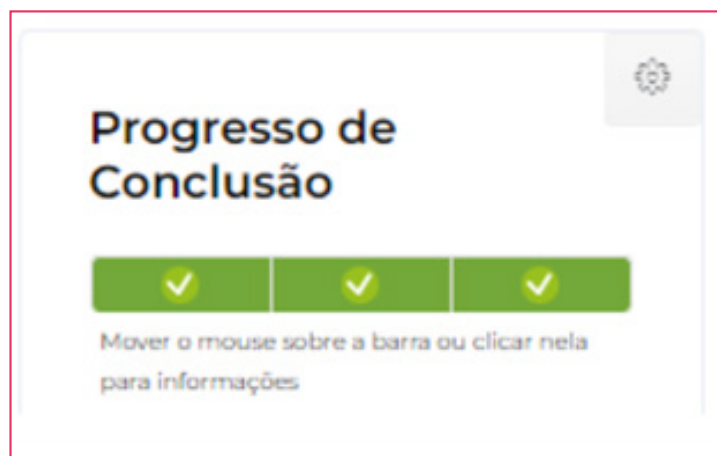 Progresso de
Conclusão
Mover o mouse sobre a barra ou clicar nela
para informações